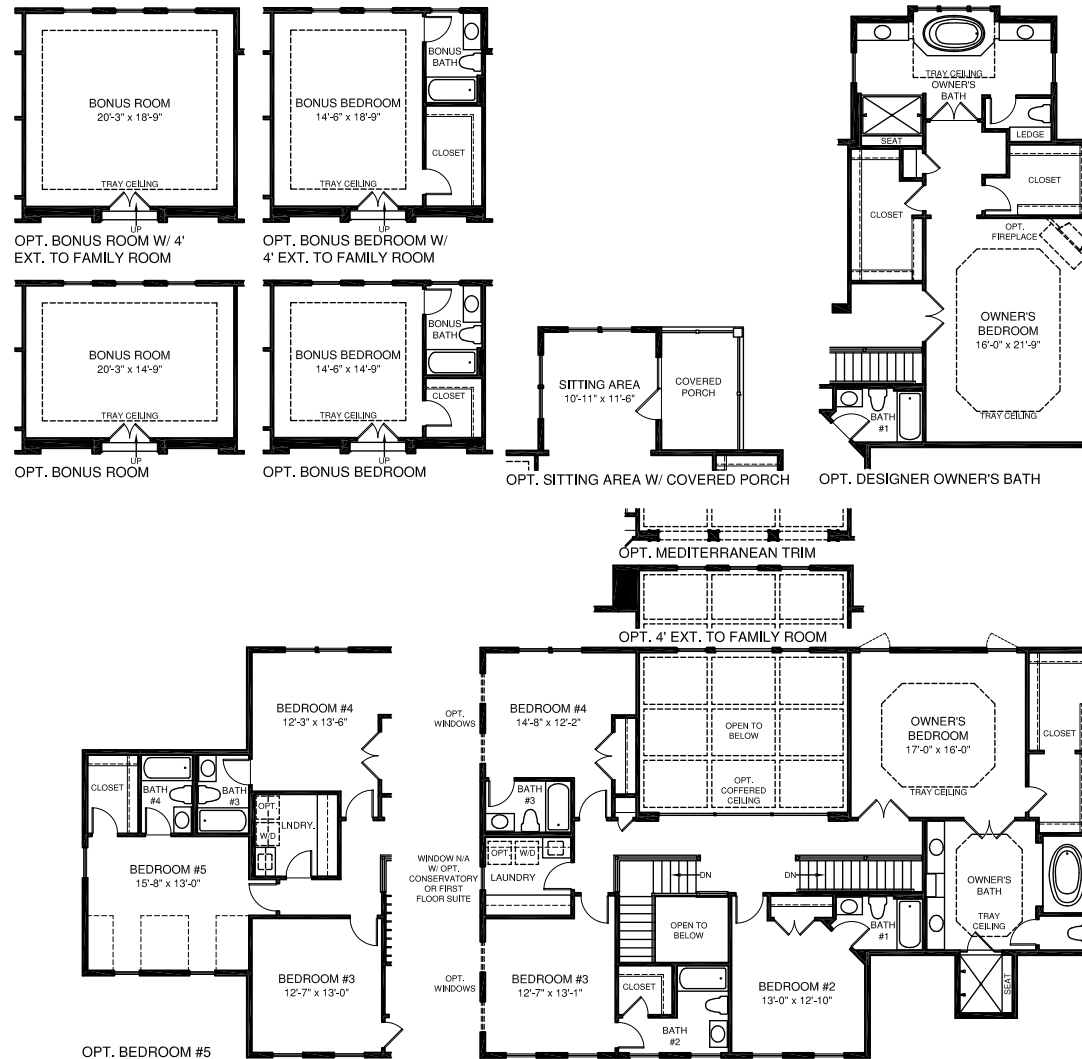 BONUS ROOM
20'-3" x 18'-9"
TRAY CEILING
UP
OPT. BONUS ROOM W/ 4'
EXT. TO FAMILY ROOM
BONUS BEDROOM
14'-6" x 18'-9"
TRAY CEILING
BONUS
BATH
CLOSET
UP
OPT. BONUS BEDROOM W/
4' EXT. TO FAMILY ROOM
BONUS ROOM
20'-3" x 14'-9"
TRAY CEILING
UP
OPT. BONUS ROOM
BONUS BEDROOM
14'-6" x 14'-9"
TRAY CEILING
BONUS
BATH
CLOSET
UP
OPT. BONUS BEDROOM
SITTING AREA
10'-11" x 11'-6"
COVERED
PORCH
OPT. SITTING AREA W/ COVERED PORCH
TRAY CEILING
OWNER'S
BATH
SEAT
LEDGE
CLOSET
CLOSET
OPT.
FIREPLACE
OWNER'S
BEDROOM
16'-0" x 21'-9"
TRAY CEILING
BATH
#1
OPT. DESIGNER OWNER'S BATH
OPT. MEDITERRANEAN TRIM
OPT. 4' EXT. TO FAMILY ROOM
BEDROOM #4
12'-3" x 13'-6"
CLOSET
BATH
#4
BATH
#3
OPT.
W/D
LNDRY.
BEDROOM #5
15'-8" x 13'-0"
BEDROOM #3
12'-7" x 13'-0"
OPT. BEDROOM #5
OPT.
WINDOWS
WINDOW N/A
W/ OPT.
CONSERVATORY
OR FIRST
FLOOR SUITE
OPT.
WINDOWS
BEDROOM #4
14'-8" x 12'-2"
BATH
#3
OPT. W/D
LAUNDRY
OPEN TO
BELOW
OPT.
COFFERED
CEILING
DN
DN
OPEN TO
BELOW
BEDROOM #3
12'-7" x 13'-1"
CLOSET
BATH
#2
BEDROOM #2
13'-0" x 12'-10"
BATH
#1
OWNER'S
BEDROOM
17'-0" x 16'-0"
TRAY CEILING
CLOSET
OWNER'S
BATH
TRAY
CEILING
SEAT